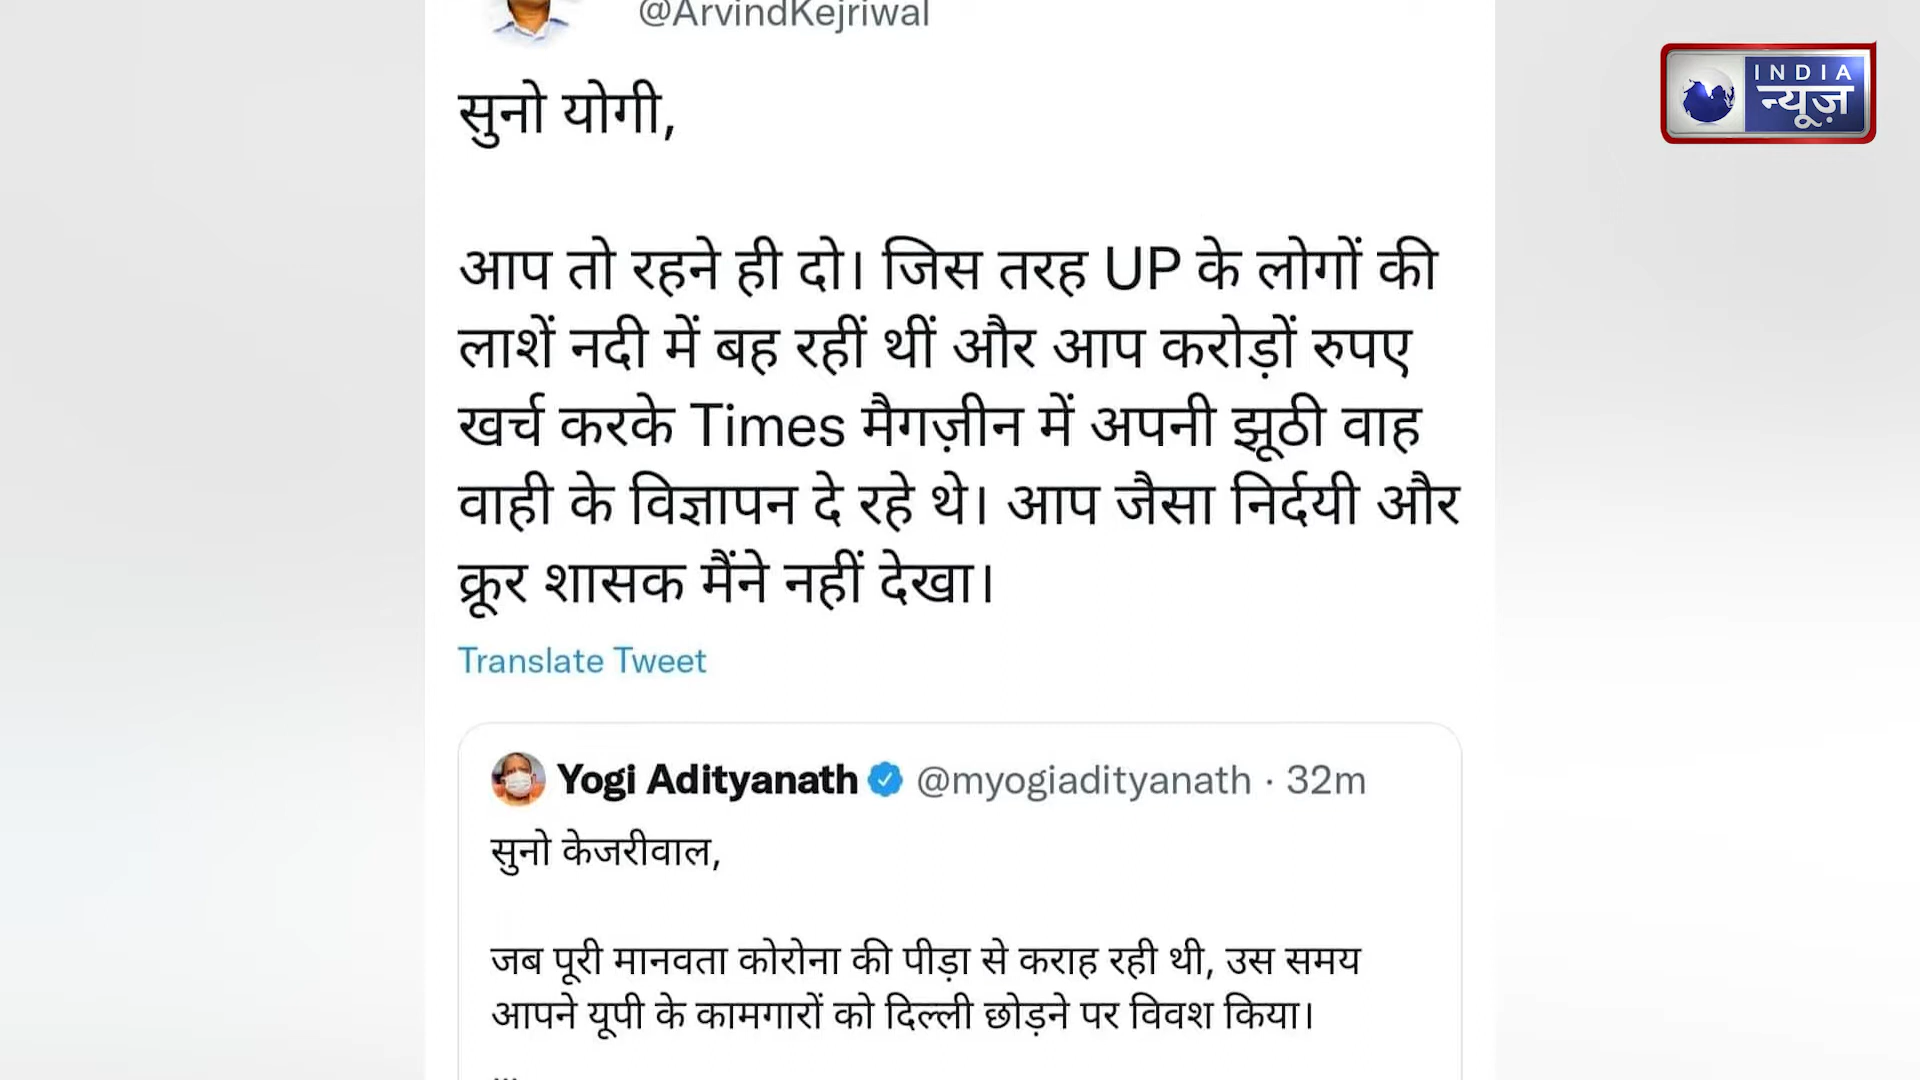 @ArvindKejriwal
INDIA
न्यूज़
सुनो योगी,
आप तो रहने ही दो। जिस तरह UP के लोगों की
लाशें नदी में बह रहीं थीं और आप करोड़ों रुपए
खर्च करके Times मैगज़ीन में अपनी झूठी वाह
वाही के विज्ञापन दे रहे थे। आप जैसा निर्दयी और
क्रूर शासक मैंने नहीं देखा।
Translate Tweet
Yogi Adityanath @myogiadityanath · 32m
सुनो केजरीवाल,
जब पूरी मानवता कोरोना की पीड़ा से कराह रही थी, उस समय
आपने यूपी के कामगारों को दिल्ली छोड़ने पर विवश किया।
...